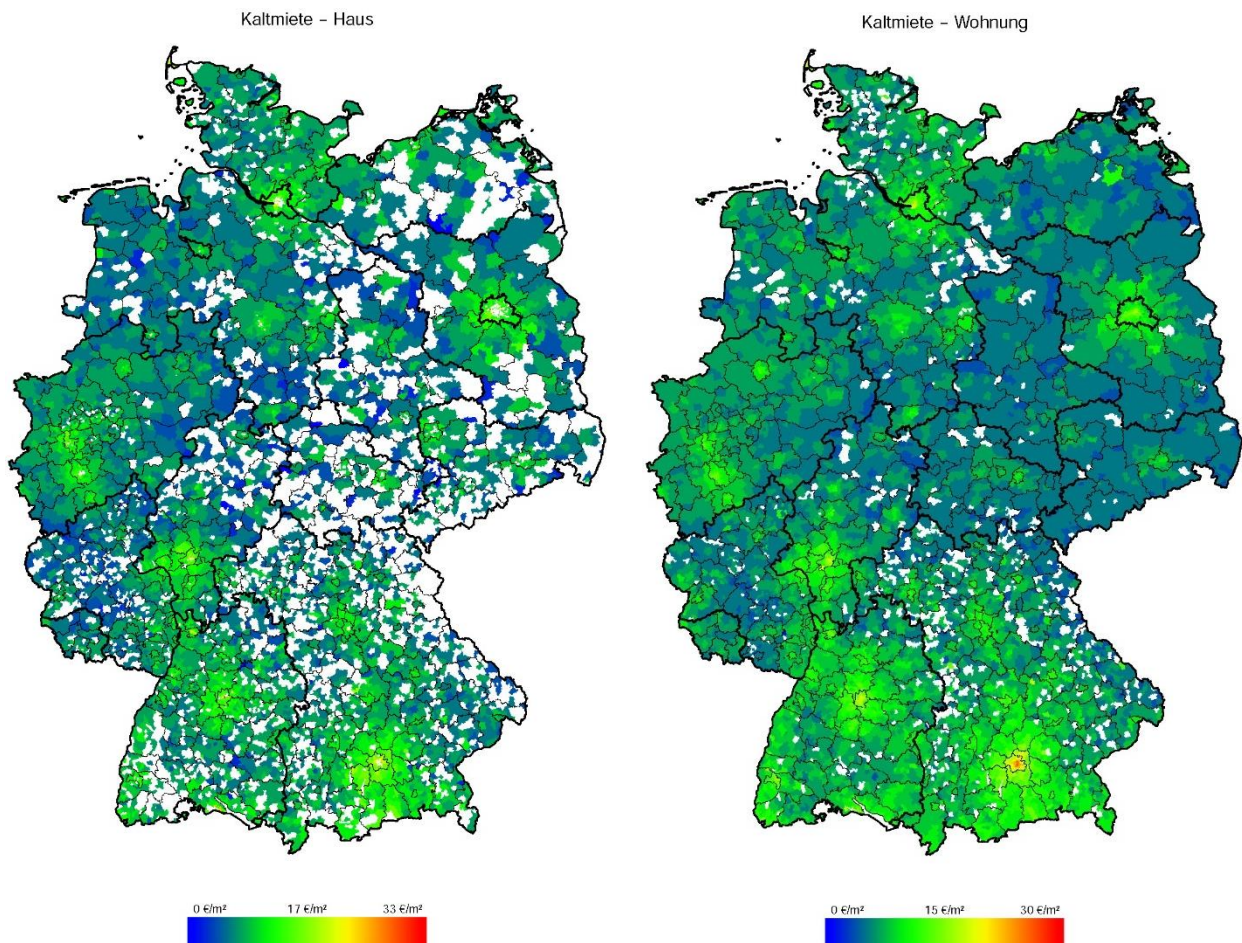 Kaltmiete – Haus
Kaltmiete – Wohnung
0 €/m² 17 €/m² 33 €/m²
0 €/m² 15 €/m² 30 €/m²